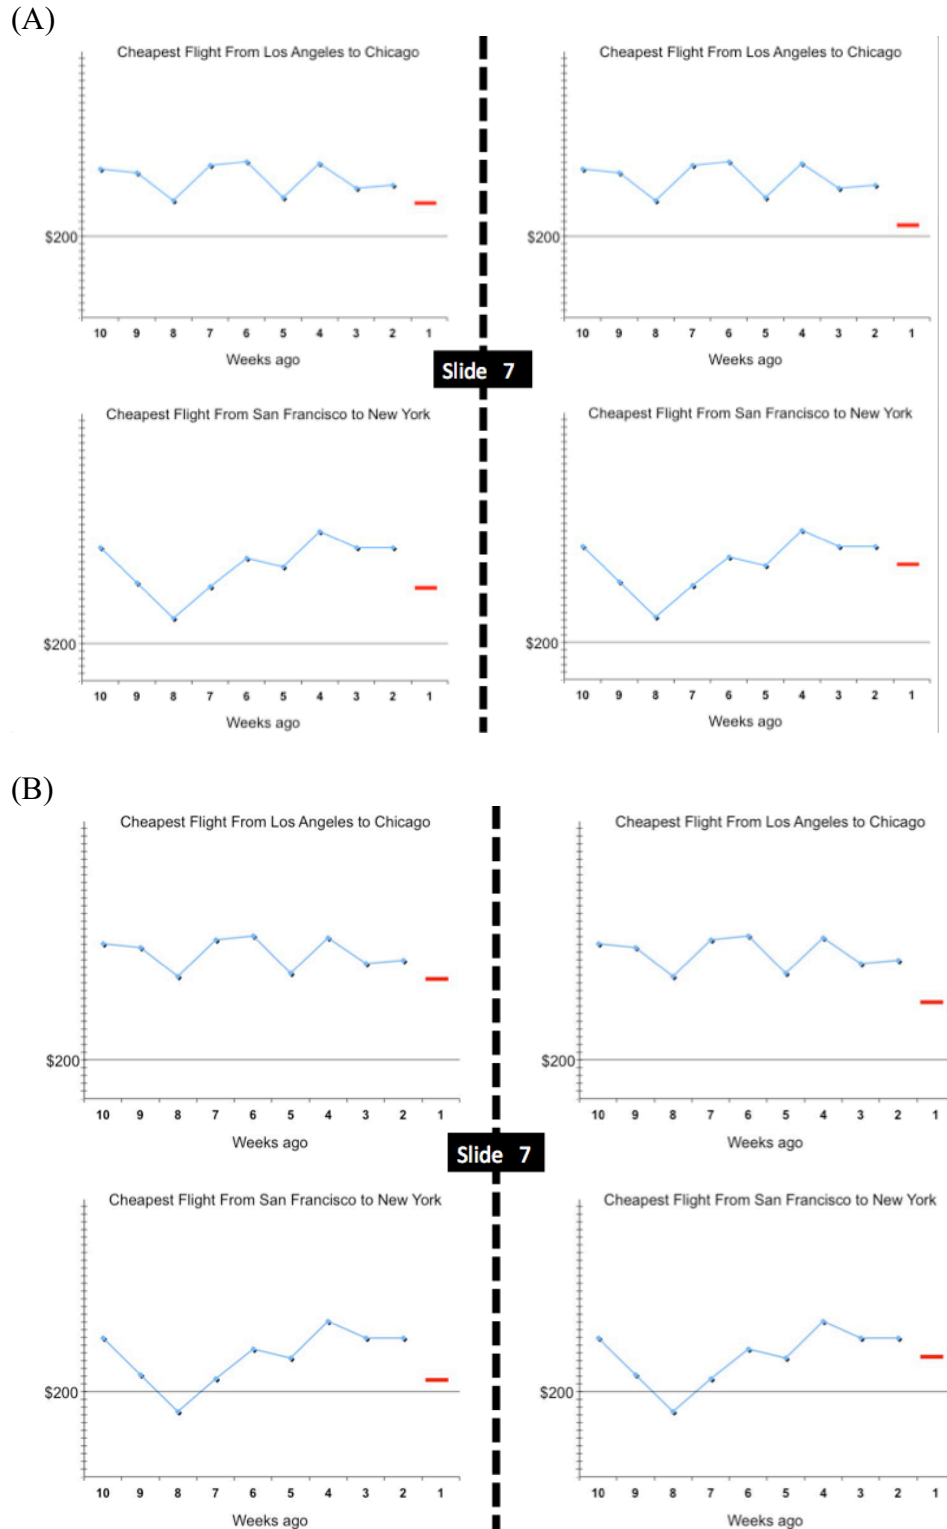 (A)
Cheapest Flight From Los Angeles to Chicago
$200
10 9 8 7 6 5 4 3 2 1
Weeks ago
Cheapest Flight From Los Angeles to Chicago
$200
10 9 8 7 6 5 4 3 2 1
Weeks ago
Slide 7
Cheapest Flight From San Francisco to New York
$200
10 9 8 7 6 5 4 3 2 1
Weeks ago
Cheapest Flight From San Francisco to New York
$200
10 9 8 7 6 5 4 3 2 1
Weeks ago
(B)
Cheapest Flight From Los Angeles to Chicago
$200
10 9 8 7 6 5 4 3 2 1
Weeks ago
Cheapest Flight From Los Angeles to Chicago
$200
10 9 8 7 6 5 4 3 2 1
Weeks ago
Slide 7
Cheapest Flight From San Francisco to New York
$200
10 9 8 7 6 5 4 3 2 1
Weeks ago
Cheapest Flight From San Francisco to New York
$200
10 9 8 7 6 5 4 3 2 1
Weeks ago